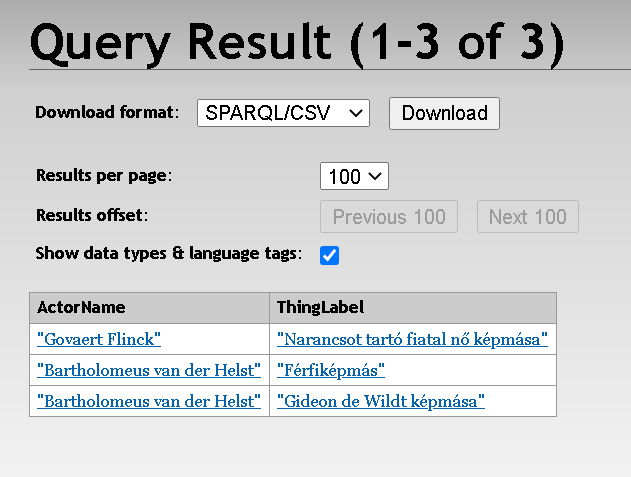 Query Result (1-3 of 3)
Download format: SPARQL/CSV Download
Results per page: 100
Results offset: Previous 100 Next 100
Show data types & language tags:
ActorName ThingLabel
"Govaert Flinck" "Narancsot tartó fiatal nő képmása"
"Bartholomeus van der Helst" "Férfiképmás"
"Bartholomeus van der Helst" "Gideon de Wildt képmása"